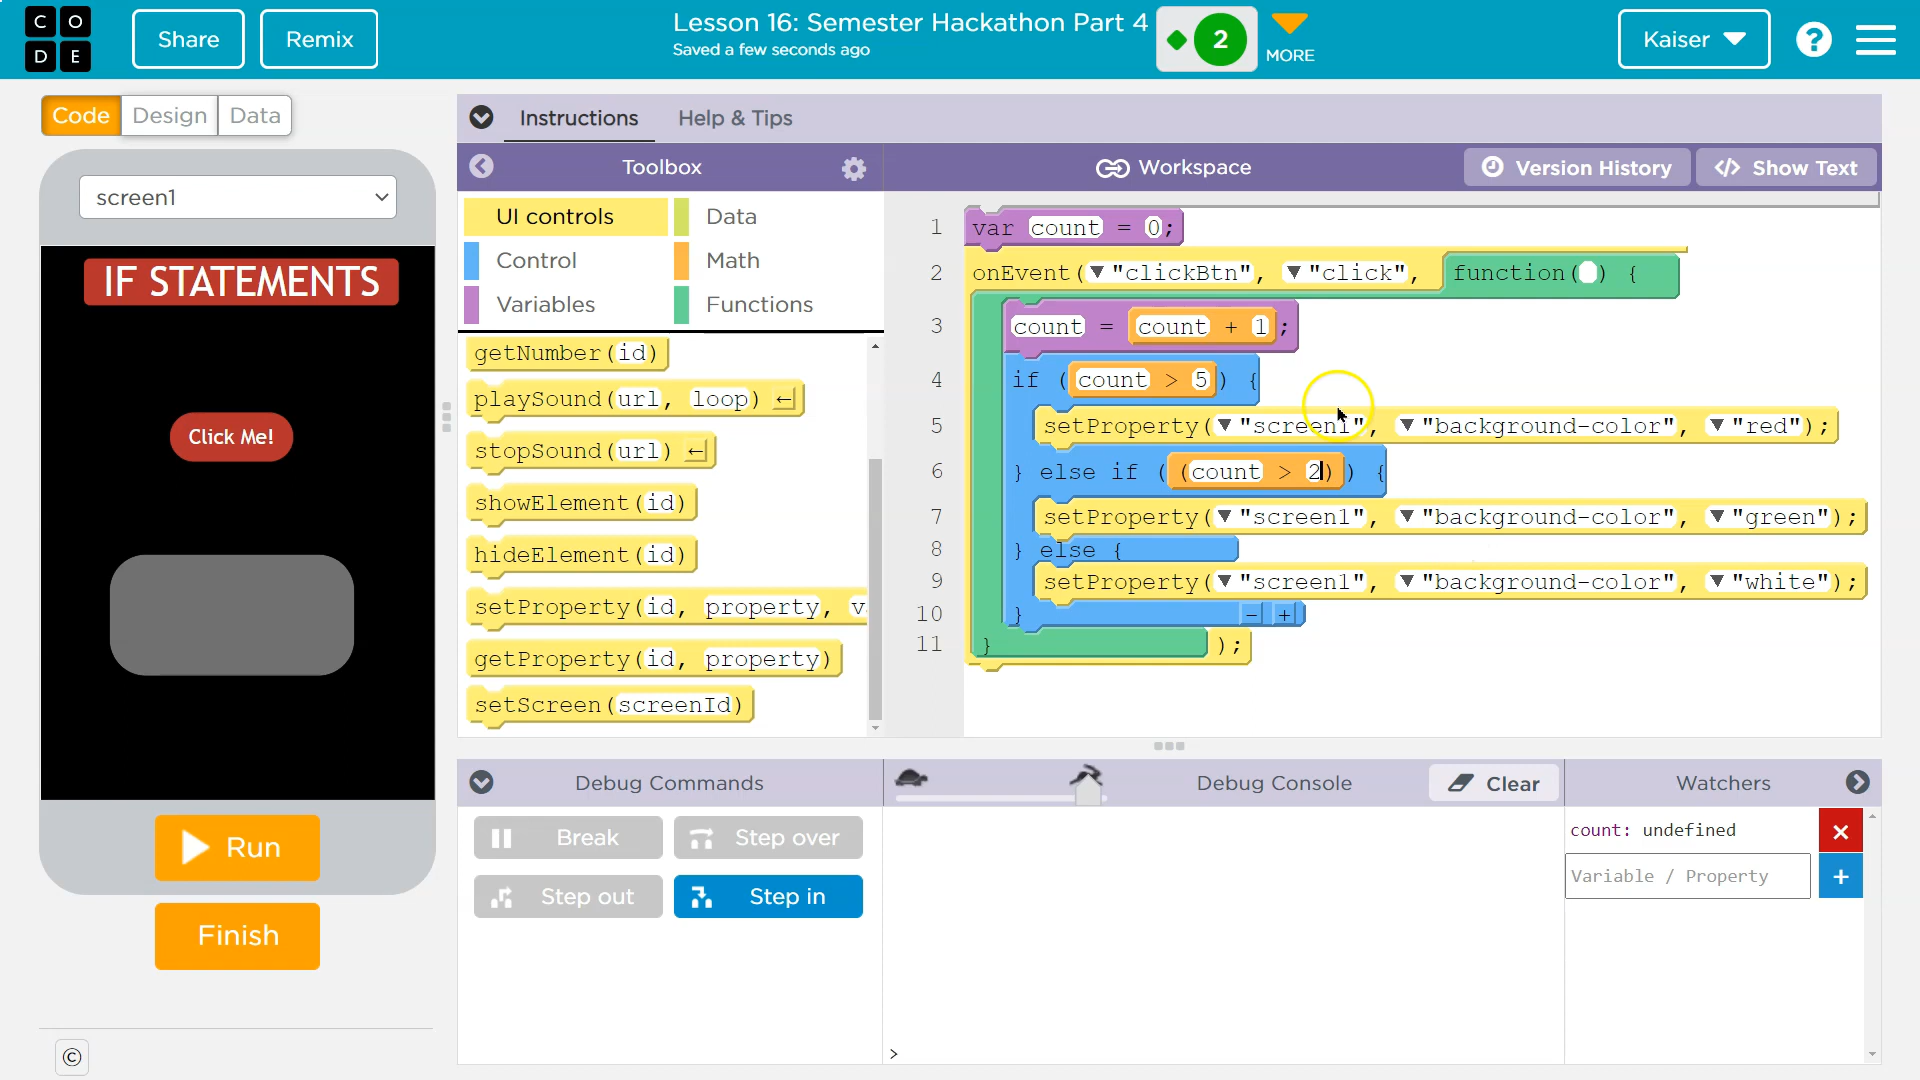 CODE
Share
Remix
Lesson 16: Semester Hackathon Part 4
Saved a few seconds ago
2
MORE
Kaiser
?
Code
Design
Data
screen1
IF STATEMENTS
Click Me!
Run
Finish
©
Instructions
Help & Tips
Toolbox
Workspace
Version History
</> Show Text
UI controls
Data
Control
Math
Variables
Functions
getNumber(id)
playSound(url, loop)
stopSound(url)
showElement(id)
hideElement(id)
setProperty(id, property, v
getProperty(id, property)
setScreen(screenId)
1 var count = 0;
2 onEvent("clickBtn", "click", function( ) {
3 count = count + 1;
4 if (count > 5) {
5 setProperty("screen1", "background-color", "red");
6 } else if ((count > 2)) {
7 setProperty("screen1", "background-color", "green");
8 } else {
9 setProperty("screen1", "background-color", "white");
10 } - +
11 } );
Debug Commands
Debug Console
Clear
Watchers
Break
Step over
Step out
Step in
count: undefined
Variable / Property
>